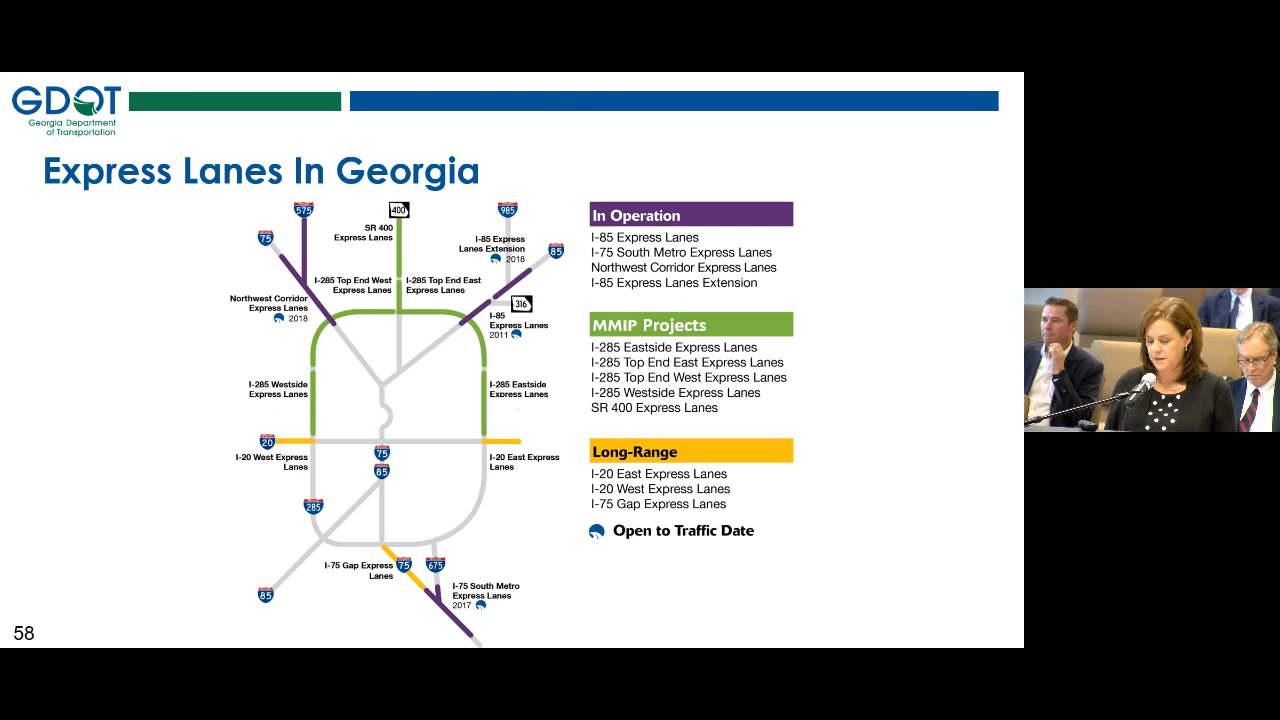 GDOT
Georgia Department
of Transportation
Express Lanes In Georgia
575
400
985
75
85
SR 400
Express Lanes
I-85 Express
Lanes Extension
2018
I-285 Top End West
Express Lanes
I-285 Top End East
Express Lanes
Northwest Corridor
Express Lanes
2018
316
I-85
Express Lanes
2011
I-285 Westside
Express Lanes
I-285 Eastside
Express Lanes
20
I-20 West Express
Lanes
75
85
I-20 East Express
Lanes
285
I-75 Gap Express
Lanes
75
675
85
I-75 South Metro
Express Lanes
2017
In Operation
I-85 Express Lanes
I-75 South Metro Express Lanes
Northwest Corridor Express Lanes
I-85 Express Lanes Extension
MMIP Projects
I-285 Eastside Express Lanes
I-285 Top End East Express Lanes
I-285 Top End West Express Lanes
I-285 Westside Express Lanes
SR 400 Express Lanes
Long-Range
I-20 East Express Lanes
I-20 West Express Lanes
I-75 Gap Express Lanes
Open to Traffic Date
58